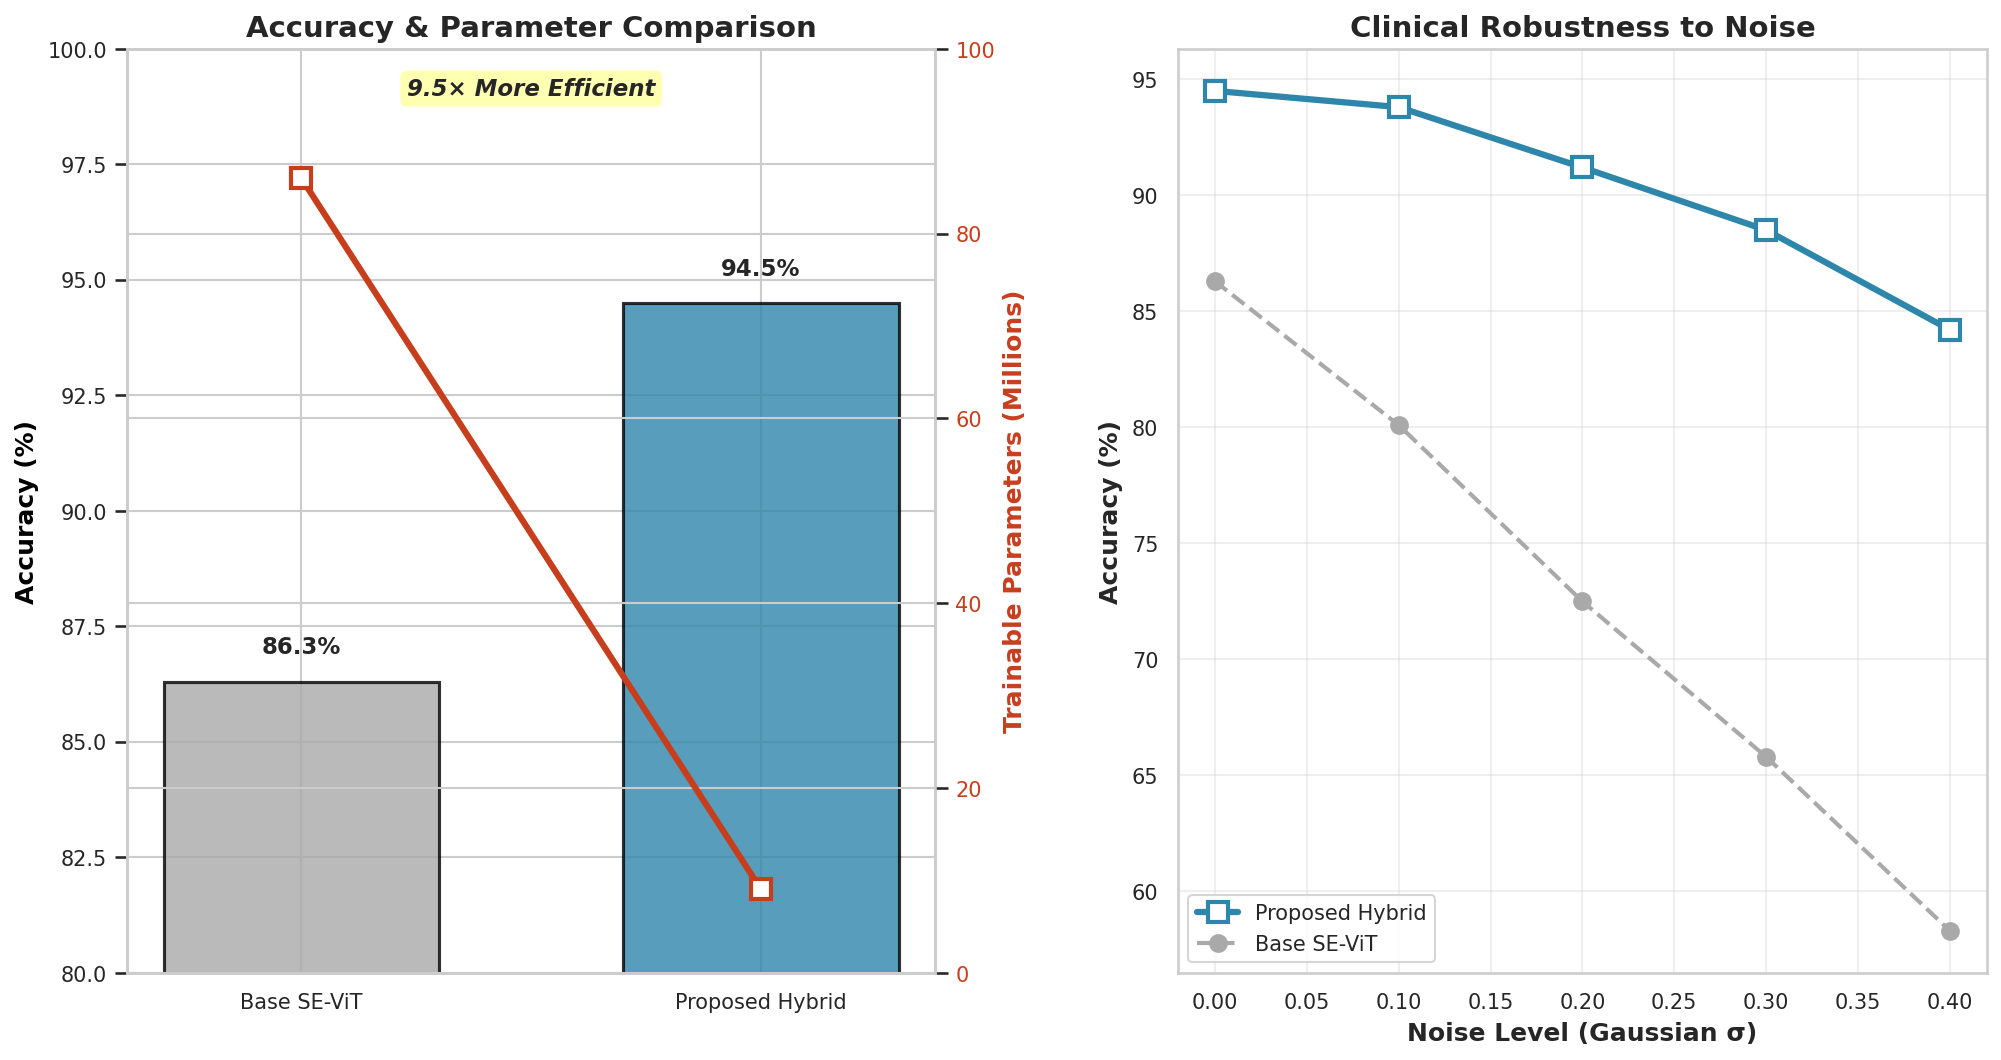 Accuracy & Parameter Comparison
100.0
97.5
95.0
92.5
90.0
87.5
85.0
82.5
80.0
Accuracy (%)
9.5× More Efficient
86.3%
94.5%
Base SE-ViT
Proposed Hybrid
100
80
60
40
20
0
Trainable Parameters (Millions)
Clinical Robustness to Noise
95
90
85
80
75
70
65
60
Accuracy (%)
Proposed Hybrid
Base SE-ViT
0.00 0.05 0.10 0.15 0.20 0.25 0.30 0.35 0.40
Noise Level (Gaussian σ)